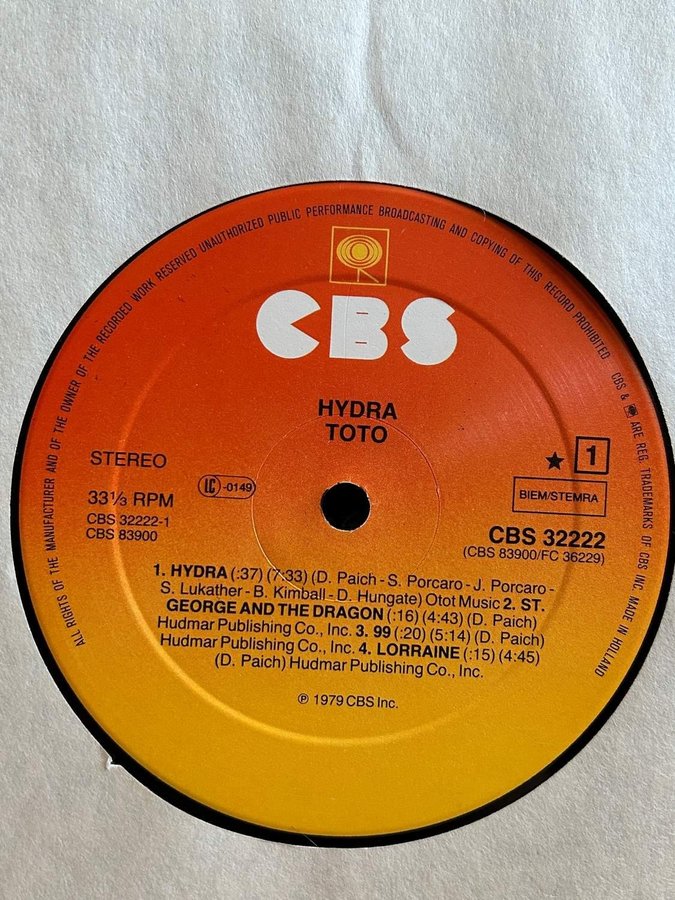 ALL RIGHTS OF THE MANUFACTURER AND OF THE OWNER OF THE RECORDED WORK RESERVED UNAUTHORIZED PUBLIC PERFORMANCE BROADCASTING AND COPYING OF THIS RECORD PROHIBITED
CBS & ARE REG. TRADEMARKS OF CBS INC. MADE IN HOLLAND
CBS
HYDRA
TOTO
STEREO
LC-0149
★ 1
33⅓ RPM
BIEM/STEMRA
CBS 32222-1
CBS 83900
CBS 32222
(CBS 83900/FC 36229)
1. HYDRA (:37) (7:33) (D. Paich-S. Porcaro-J. Porcaro-
S. Lukather-B. Kimball-D. Hungate) Otot Music 2. ST.
GEORGE AND THE DRAGON (:16) (4:43) (D. Paich)
Hudmar Publishing Co., Inc. 3. 99 (:20) (5:14) (D. Paich)
Hudmar Publishing Co., Inc. 4. LORRAINE (:15) (4:45)
(D. Paich) Hudmar Publishing Co., Inc.
℗ 1979 CBS Inc.